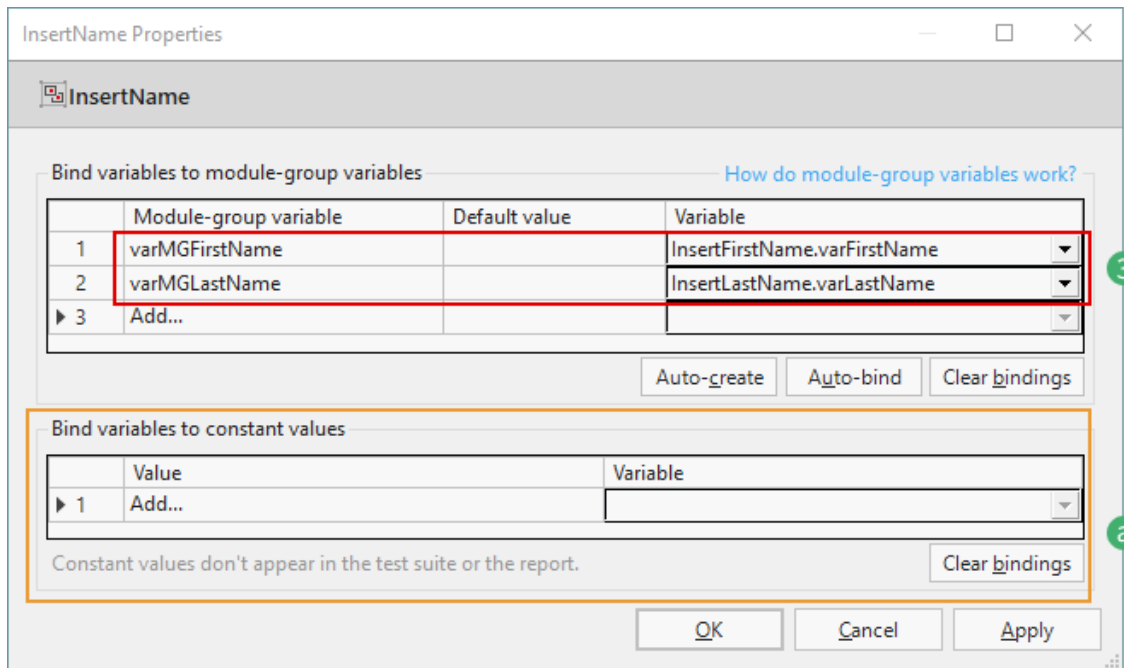 InsertName Properties
InsertName
Bind variables to module-group variables How do module-group variables work?
Module-group variable Default value Variable
1 varMGFirstName InsertFirstName.varFirstName
2 varMGLastName InsertLastName.varLastName
3 Add...
Auto-create Auto-bind Clear bindings
Bind variables to constant values
Value Variable
1 Add...
Constant values don't appear in the test suite or the report. Clear bindings
OK Cancel Apply